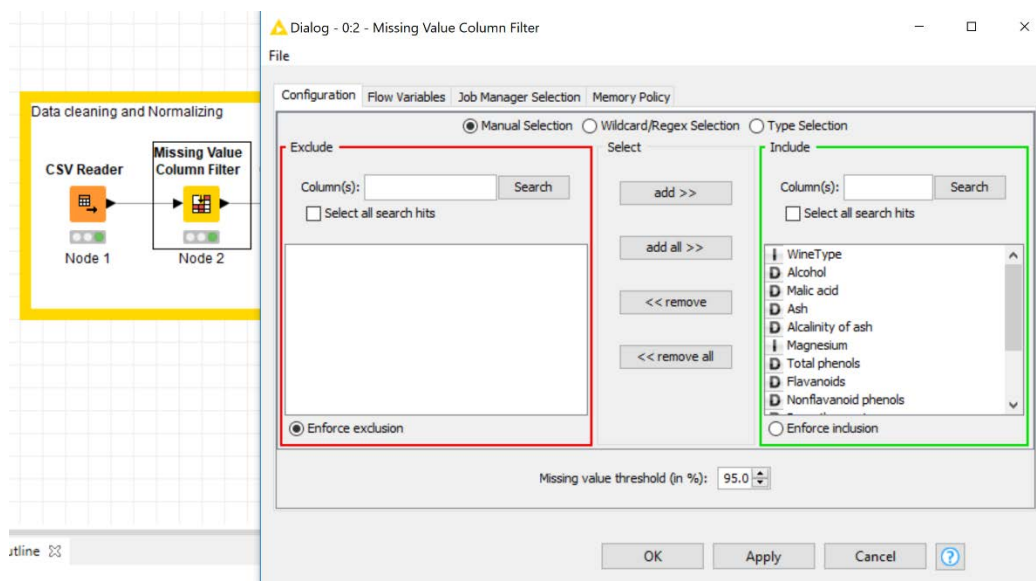 Dialog - 0:2 - Missing Value Column Filter
File
Configuration Flow Variables Job Manager Selection Memory Policy
Manual Selection Wildcard/Regex Selection Type Selection
Data cleaning and Normalizing
CSV Reader
Node 1
Missing Value
Column Filter
Node 2
Exclude
Column(s): Search
Select all search hits
Enforce exclusion
Select
add >>
add all >>
<< remove
<< remove all
Include
Column(s): Search
Select all search hits
I WineType
D Alcohol
D Malic acid
D Ash
D Alcalinity of ash
I Magnesium
D Total phenols
D Flavanoids
D Nonflavanoid phenols
Enforce inclusion
Missing value threshold (in %): 95.0
OK Apply Cancel ?
utline